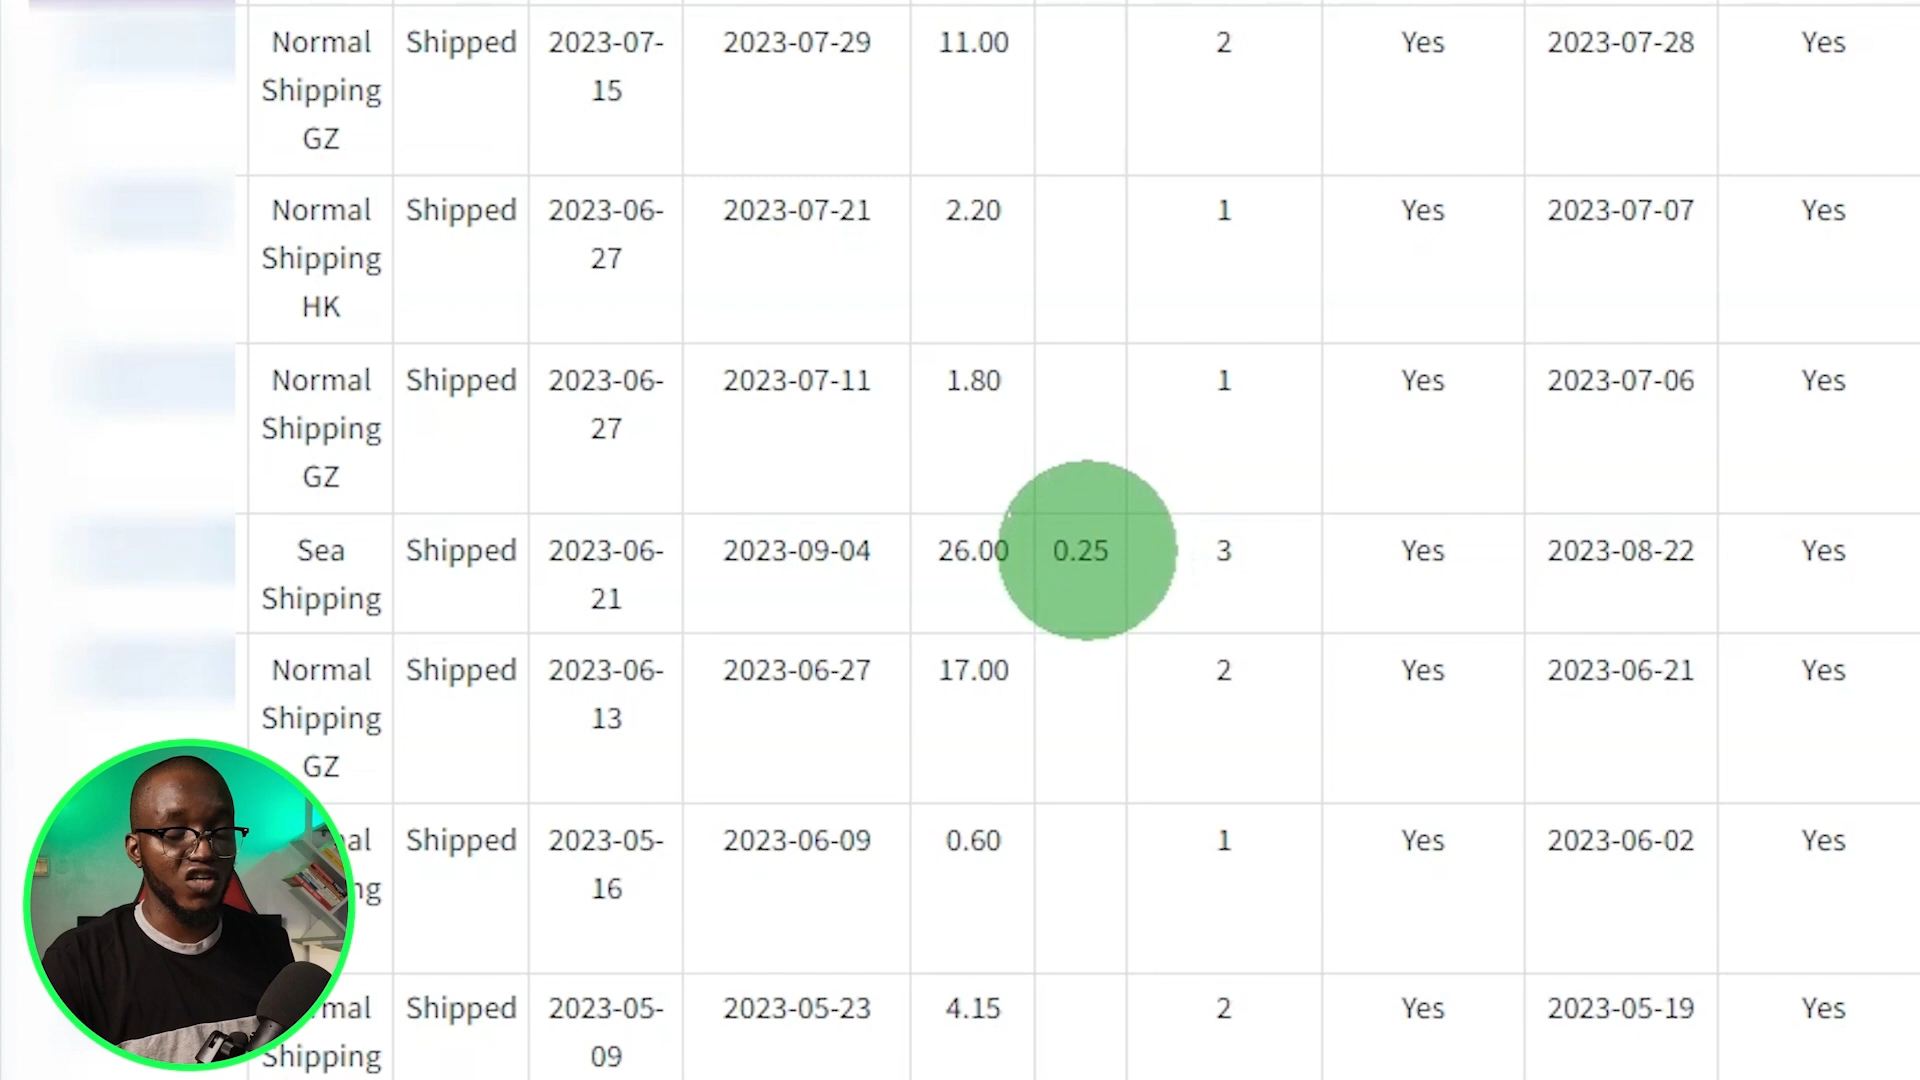 Normal Shipped 2023-07- 2023-07-29 11.00 2 Yes 2023-07-28 Yes
Shipping 15
GZ
Normal Shipped 2023-06- 2023-07-21 2.20 1 Yes 2023-07-07 Yes
Shipping 27
HK
Normal Shipped 2023-06- 2023-07-11 1.80 1 Yes 2023-07-06 Yes
Shipping 27
GZ
Sea Shipped 2023-06- 2023-09-04 26.00 0.25 3 Yes 2023-08-22 Yes
Shipping 21
Normal Shipped 2023-06- 2023-06-27 17.00 2 Yes 2023-06-21 Yes
Shipping 13
GZ
al Shipped 2023-05- 2023-06-09 0.60 1 Yes 2023-06-02 Yes
ng 16
mal Shipped 2023-05- 2023-05-23 4.15 2 Yes 2023-05-19 Yes
Shipping 09